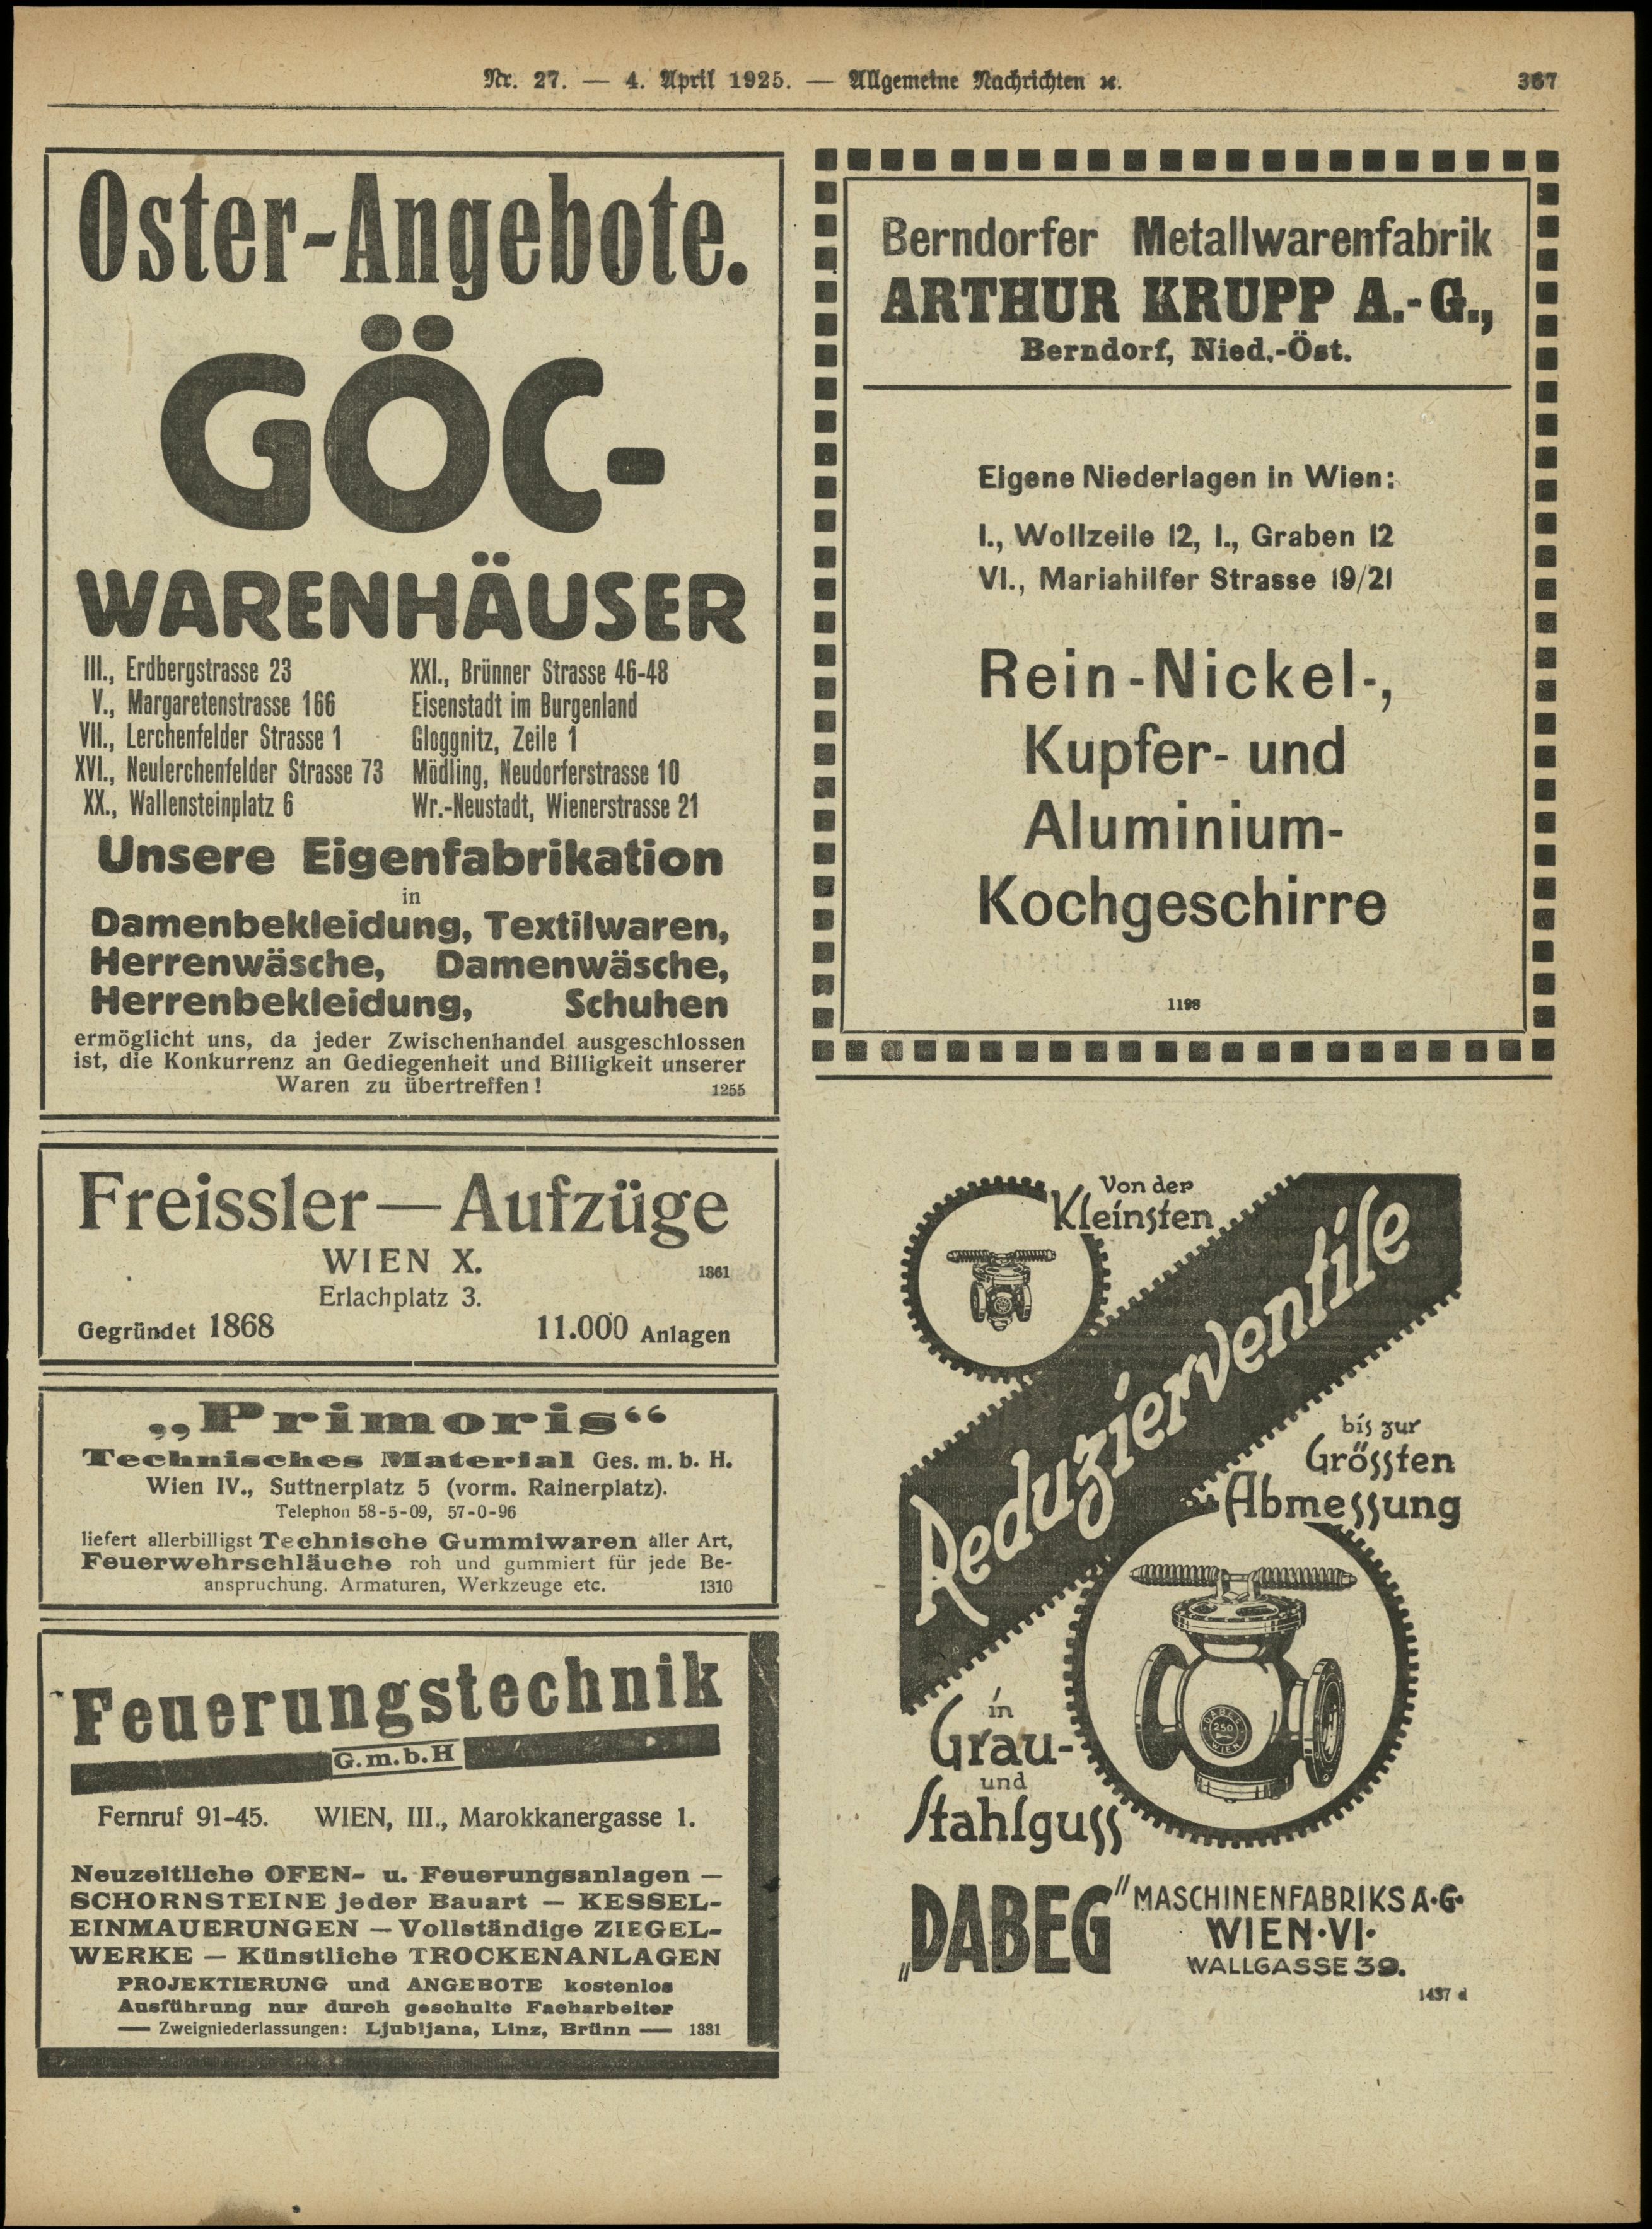 Nr. 27. — 4. April 1925. — Allgemeine Nachrichten ꝛc. 367
Oster-Angebote.
GÖC-
WARENHÄUSER
III., Erdbergstrasse 23
V., Margaretenstrasse 166
VII., Lerchenfelder Strasse 1
XVI., Neulerchenfelder Strasse 73
XX., Wallensteinplatz 6
XXI., Brünner Strasse 46-48
Eisenstadt im Burgenland
Gloggnitz, Zeile 1
Mödling, Neudorferstrasse 10
Wr.-Neustadt, Wienerstrasse 21
Unsere Eigenfabrikation
in
Damenbekleidung, Textilwaren,
Herrenwäsche, Damenwäsche,
Herrenbekleidung, Schuhen
ermöglicht uns, da jeder Zwischenhandel ausgeschlossen
ist, die Konkurrenz an Gediegenheit und Billigkeit unserer
Waren zu übertreffen! 1255
Freissler — Aufzüge
WIEN X.
1361
Erlachplatz 3.
Gegründet 1868 11.000 Anlagen
„Primoris“
Technisches Material Ges. m. b. H.
Wien IV., Suttnerplatz 5 (vorm. Rainerplatz).
Telephon 58-5-09, 57-0-96
liefert allerbilligst Technische Gummiwaren aller Art,
Feuerwehrschläuche roh und gummiert für jede Be-
anspruchung. Armaturen, Werkzeuge etc. 1310
Feuerungstechnik
G.m.b.H
Fernruf 91-45. WIEN, III., Marokkanergasse 1.
Neuzeitliche OFEN- u. Feuerungsanlagen —
SCHORNSTEINE jeder Bauart — KESSEL-
EINMAUERUNGEN — Vollständige ZIEGEL-
WERKE — Künstliche TROCKENANLAGEN
PROJEKTIERUNG und ANGEBOTE kostenlos
Ausführung nur durch geschulte Facharbeiter
— Zweigniederlassungen: Ljubljana, Linz, Brünn — 1331
Berndorfer Metallwarenfabrik
ARTHUR KRUPP A.-G.,
Berndorf, Nied.-Öst.
Eigene Niederlagen in Wien:
I., Wollzeile 12, I., Graben 12
VI., Mariahilfer Strasse 19/21
Rein-Nickel-,
Kupfer- und
Aluminium-
Kochgeschirre
1198
Von der
Kleinsten
Reduzierventile
bis zur
Grössten
Abmessung
DABEG
250
WIEN
in
Grau-
und
Stahlguss
„DABEG“ MASCHINENFABRIKS A.G.
WIEN·VI·
WALLGASSE 39.
1437 d